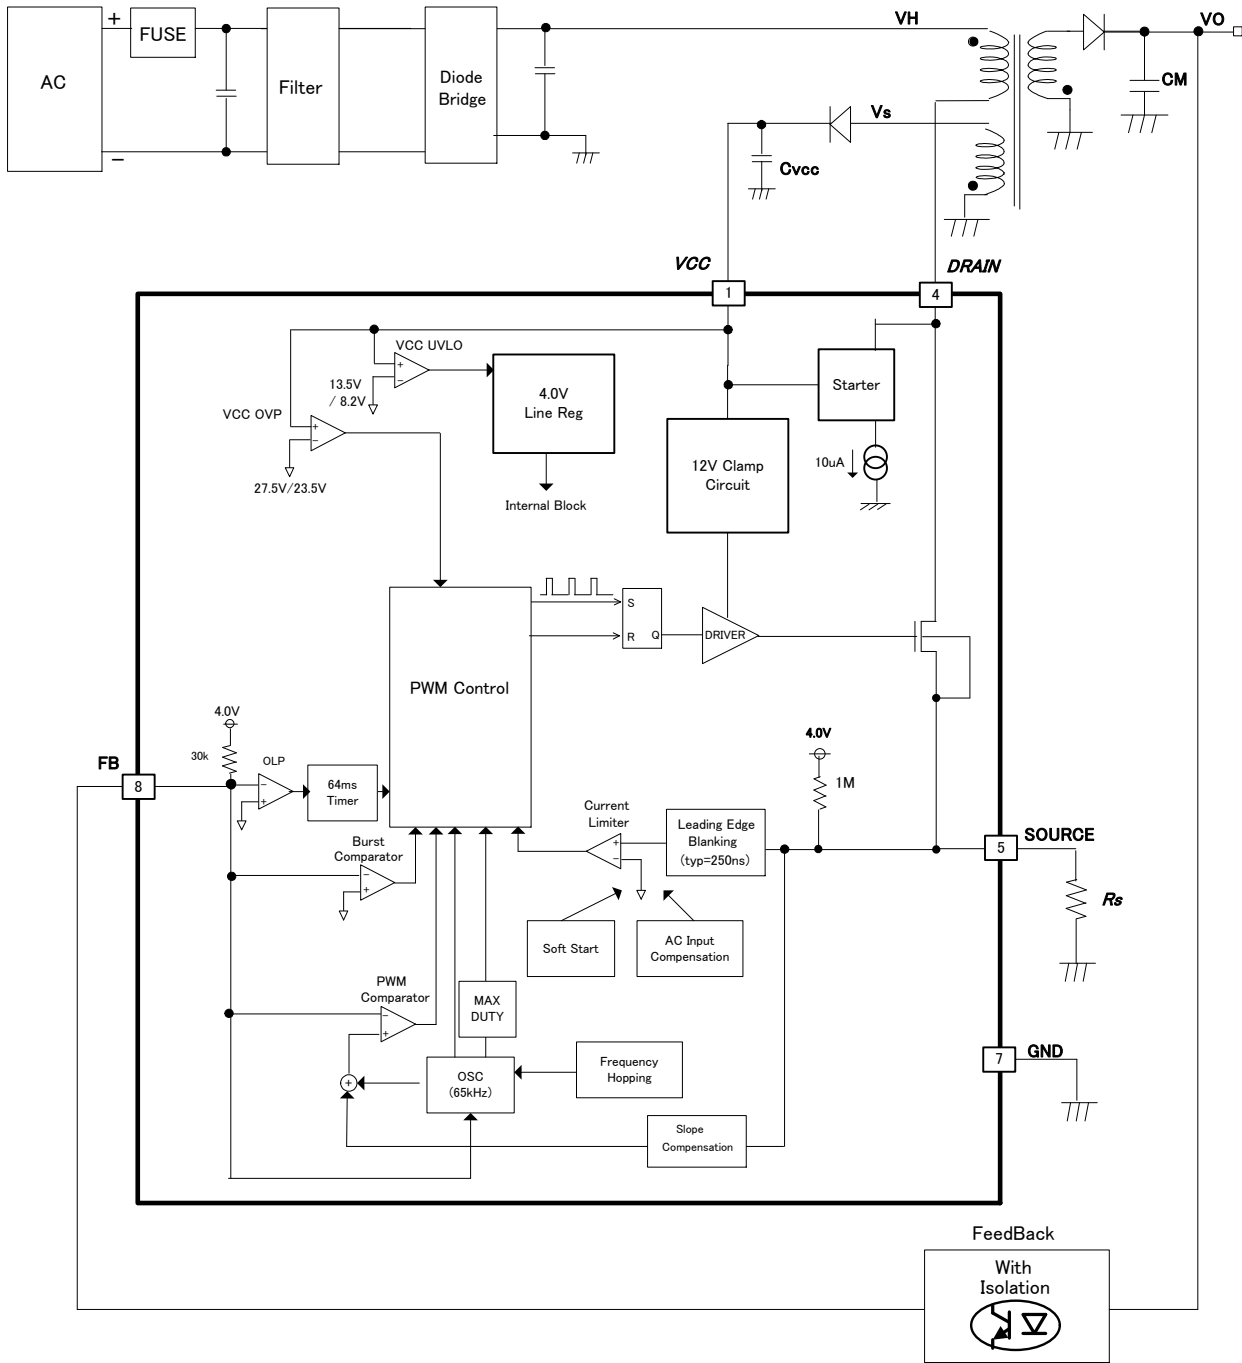 AC
+
−
FUSE
Filter
Diode
Bridge
VH
VO
CM
Vs
Cvcc
VCC
1
DRAIN
4
VCC UVLO
+
−
13.5V
/ 8.2V
VCC OVP
+
−
27.5V/23.5V
4.0V
Line Reg
Internal Block
Starter
10uA
12V Clamp
Circuit
PWM Control
S
R
Q
DRIVER
4.0V
30k
FB
8
OLP
−
+
64ms
Timer
Burst
Comparator
−
+
Current
Limiter
+
−
Leading Edge
Blanking
(typ=250ns)
4.0V
1M
SOURCE
5
Rs
Soft Start
AC Input
Compensation
PWM
Comparator
−
+
MAX
DUTY
+
OSC
(65kHz)
Frequency
Hopping
Slope
Compensation
7
GND
FeedBack
With
Isolation